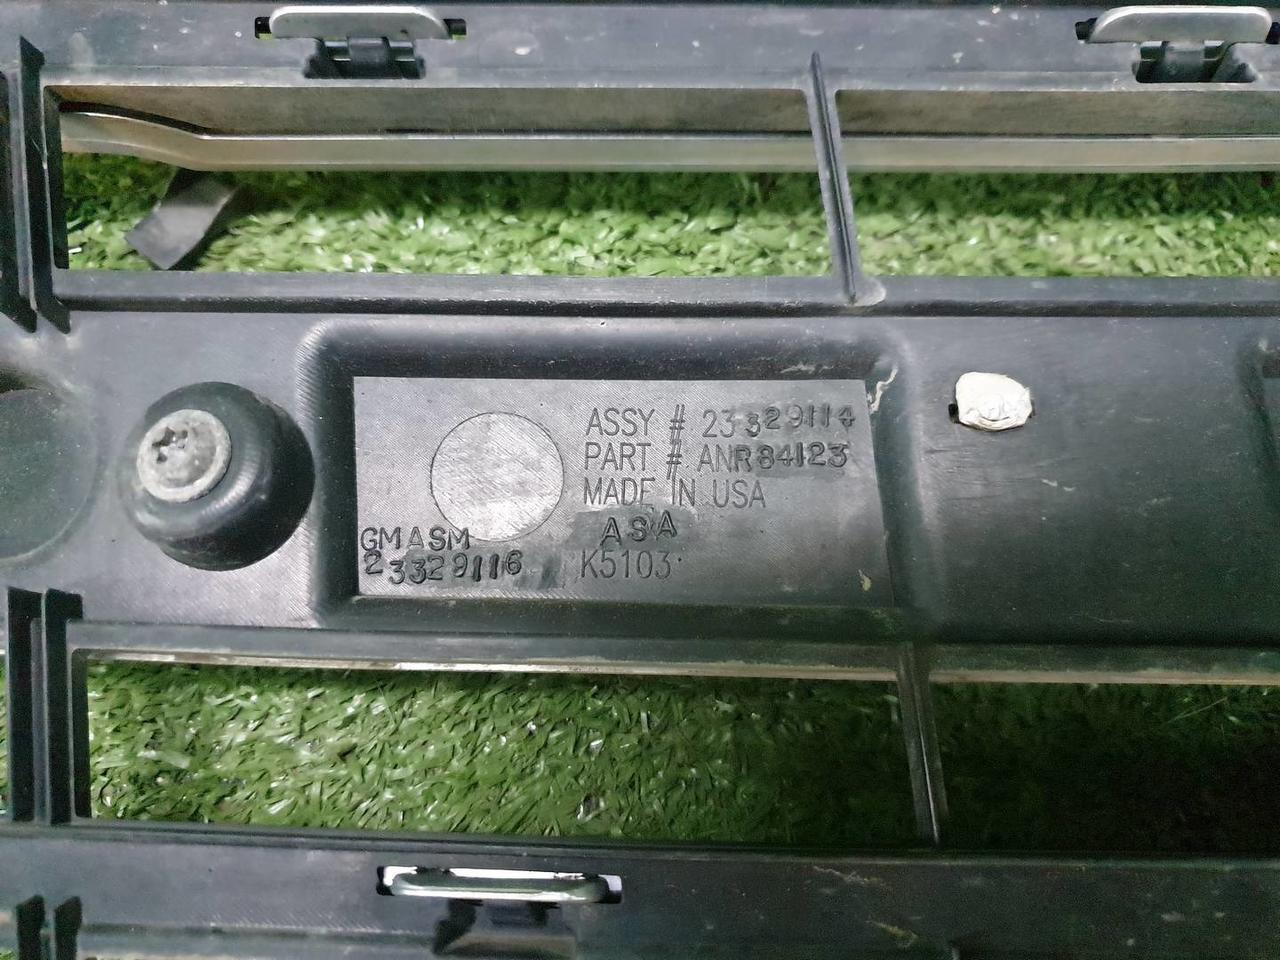 ASSY # 23329114
PART # ANR84123
MADE IN USA
ASA
K5103
GM ASM
23329116